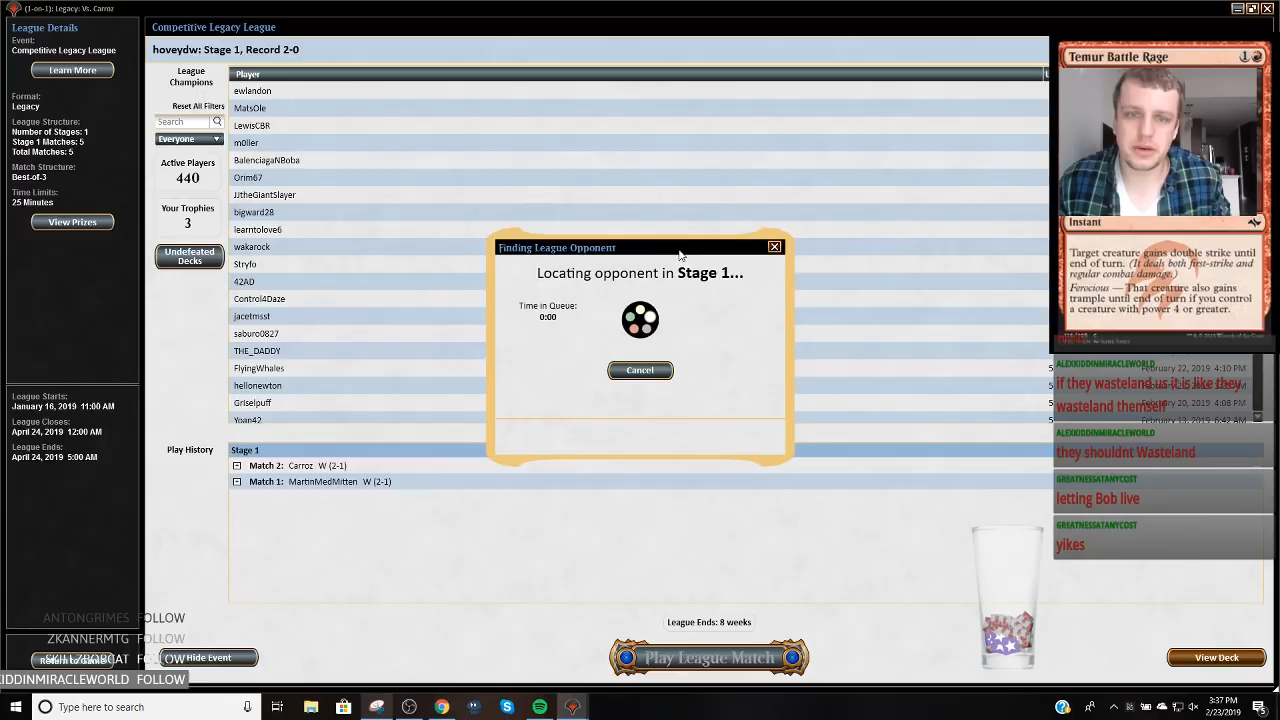 (1-on-1): Legacy: Vs. Carroz
League Details
Event:
Competitive Legacy League
Learn More
Format:
Legacy
League Structure:
Number of Stages: 1
Stage 1 Matches: 5
Total Matches: 5
Match Structure:
Best-of-3
Time Limits:
25 Minutes
View Prizes
League Starts:
January 16, 2019 11:00 AM
League Closes:
April 24, 2019 12:00 AM
League Ends:
April 24, 2019 5:00 AM
Competitive Legacy League
hoveydw: Stage 1, Record 2-0
League
Champions
Reset All Filters
Search
Everyone
Active Players
440
Your Trophies
3
Undefeated
Decks
Player
ewlandon
MatsOle
LewisCBR
m0ller
BalenciagaNBoba
Orim67
JJtheGiantSlayer
bigward28
learntolove6
wakarock
Stryfo
42AD
Control4Daze
jacetmsst
saburo0827
THE_DADDY
FlyingWhales
hellonewton
Griselpuff
Yoan42
Finding League Opponent
Locating opponent in Stage 1...
Time in Queue:
0:00
Cancel
Play History
Stage 1
Match 2: Carroz W (2-1)
Match 1: MartinMedMitten W (2-1)
League Ends: 8 weeks
Play League Match
Hide Event
View Deck
Temur Battle Rage
Instant
Target creature gains double strike until
end of turn. (It deals both first-strike and
regular combat damage.)
Ferocious — That creature also gains
trample until end of turn if you control
a creature with power 4 or greater.
ALEXKIDDINMIRACLEWORLD
February 22, 2019 4:10 PM
if they wasteland us it is like they
February 20, 2019 4:08 PM
wasteland themself
ALEXKIDDINMIRACLEWORLD
they shouldnt Wasteland
GREATNESSATANYCOST
letting Bob live
GREATNESSATANYCOST
yikes
ANTONGRIMES FOLLOW
ZKANNERMTG FOLLOW
FOLLOW
KIDDINMIRACLEWORLD FOLLOW
Type here to search
3:37 PM
2/23/2019